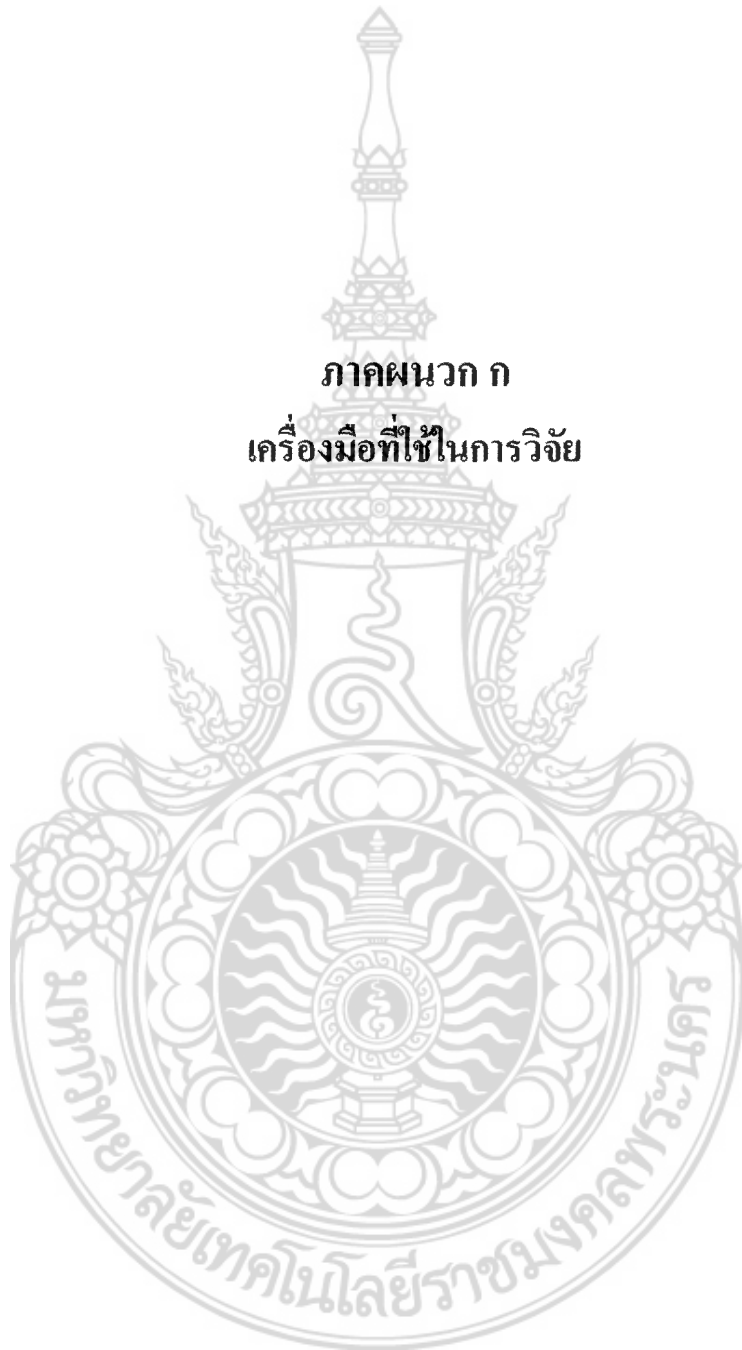 ภาคผนวก ก
เครื่องมือที่ใช้ในการวิจัย
มหาวิทยาลัยเทคโนโลยีราชมงคลพระนคร